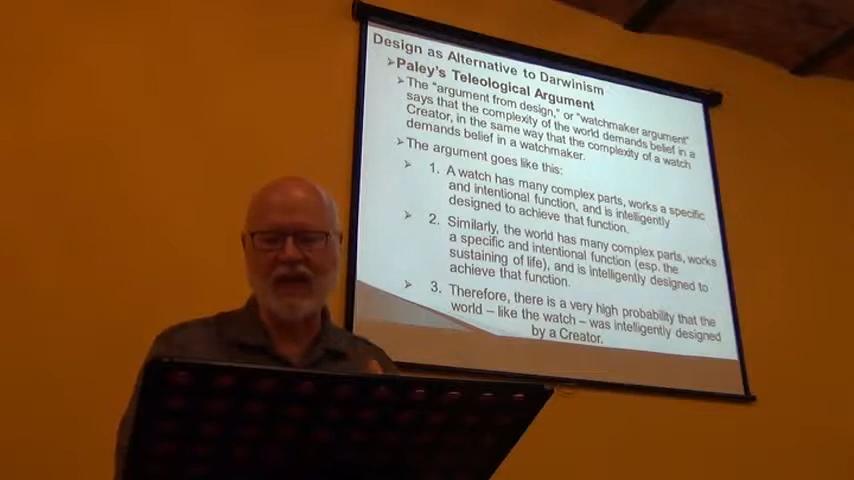 Design as Alternative to Darwinism
➢Paley's Teleological Argument
➢The "argument from design," or "watchmaker argument"
says that the complexity of the world demands belief in a
Creator, in the same way that the complexity of a watch
demands belief in a watchmaker.
➢The argument goes like this:
➢ 1. A watch has many complex parts, works a specific
and intentional function, and is intelligently
designed to achieve that function.
➢ 2. Similarly, the world has many complex parts, works
a specific and intentional function (esp. the
sustaining of life), and is intelligently designed to
achieve that function.
➢ 3. Therefore, there is a very high probability that the
world – like the watch – was intelligently designed
by a Creator.